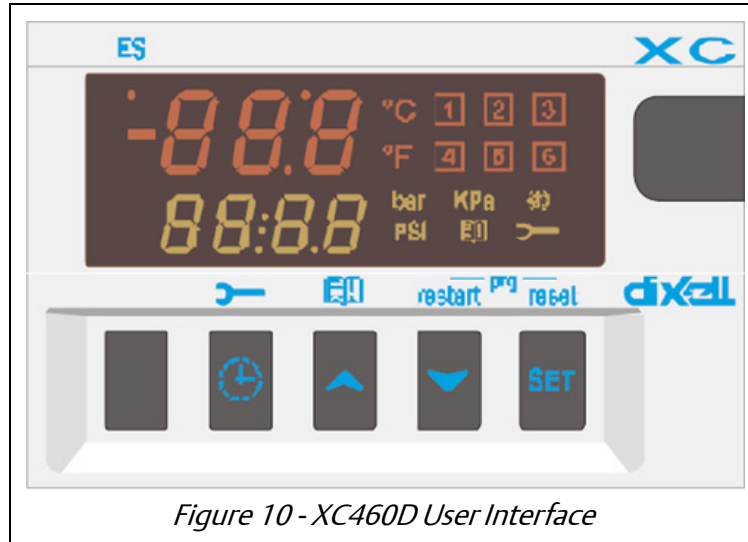 ES XC
-88.8 °C 1 2 3
°F 4 5 6
88:8.8 bar KPa
PSI
restart prg reset dixell
SET
Figure 10 - XC460D User Interface